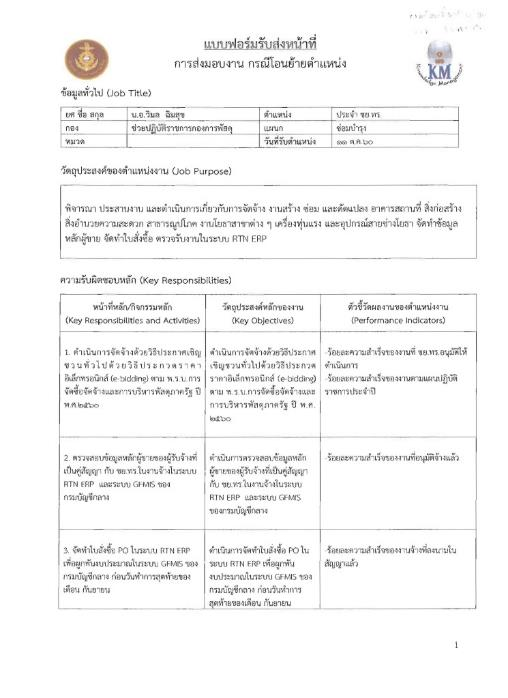 แบบฟอร์มรับส่งหน้าที่
การส่งมอบงาน กรณีโอนย้ายตำแหน่ง
KM
Knowledge Management
ข้อมูลทั่วไป (Job Title)
ยศ ชื่อ สกุล น.อ.วิมล ฉิมสุข ตำแหน่ง ประจำ ชย.ทร.
กอง ช่วยปฏิบัติราชการกองการพัสดุ แผนก ซ่อมบำรุง
หมวด วันที่รับตำแหน่ง ๑๑ ต.ค.๖๐
วัตถุประสงค์ของตำแหน่งงาน (Job Purpose)
พิจารณา ประสานงาน และดำเนินการเกี่ยวกับการจัดจ้าง งานสร้าง ซ่อม และดัดแปลง อาคารสถานที่ สิ่งก่อสร้าง
สิ่งอำนวยความสะดวก สาธารณูปโภค งานโยธาสาขาต่าง ๆ เครื่องทุ่นแรง และอุปกรณ์สายช่างโยธา จัดทำข้อมูล
หลักผู้ขาย จัดทำใบสั่งซื้อ ตรวจรับงานในระบบ RTN ERP
ความรับผิดชอบหลัก (Key Responsibilities)
หน้าที่หลัก/กิจกรรมหลัก
(Key Responsibilities and Activities)
วัตถุประสงค์หลักของงาน
(Key Objectives)
ตัวชี้วัดผลงานของตำแหน่งงาน
(Performance Indicators)
1. ดำเนินการจัดจ้างด้วยวิธีประกาศเชิญ
ชวนทั่วไปด้วยวิธีประกวดราคา
อิเล็กทรอนิกส์ (e-bidding) ตาม พ.ร.บ.การ
จัดซื้อจัดจ้างและการบริหารพัสดุภาครัฐ ปี
พ.ศ.๒๕๖๐
ดำเนินการจัดจ้างด้วยวิธีประกาศ
เชิญชวนทั่วไปด้วยวิธีประกวด
ราคาอิเล็กทรอนิกส์ (e-bidding)
ตาม พ.ร.บ.การจัดซื้อจัดจ้างและ
การบริหารพัสดุภาครัฐ ปี พ.ศ.
๒๕๖๐
-ร้อยละความสำเร็จของงานที่ ชย.ทร.อนุมัติให้
ดำเนินการ
-ร้อยละความสำเร็จของงานตามแผนปฏิบัติ
ราชการประจำปี
2. ตรวจสอบข้อมูลหลักผู้ขายของผู้รับจ้างที่
เป็นคู่สัญญา กับ ชย.ทร.ในงานจ้างในระบบ
RTN ERP และระบบ GFMIS ของ
กรมบัญชีกลาง
ดำเนินการตรวจสอบข้อมูลหลัก
ผู้ขายของผู้รับจ้างที่เป็นคู่สัญญา
กับ ชย.ทร.ในงานจ้างในระบบ
RTN ERP และระบบ GFMIS
ของกรมบัญชีกลาง
-ร้อยละความสำเร็จของงานที่อนุมัติจ้างแล้ว
3. จัดทำใบสั่งซื้อ PO ในระบบ RTN ERP
เพื่อผูกพันงบประมาณในระบบ GFMIS ของ
กรมบัญชีกลาง ก่อนวันทำการสุดท้ายของ
เดือน กันยายน
ดำเนินการจัดทำใบสั่งซื้อ PO ใน
ระบบ RTN ERP เพื่อผูกพัน
งบประมาณในระบบ GFMIS ของ
กรมบัญชีกลาง ก่อนวันทำการ
สุดท้ายของเดือน กันยายน
-ร้อยละความสำเร็จของงานจ้างที่ลงนามใน
สัญญาแล้ว
1